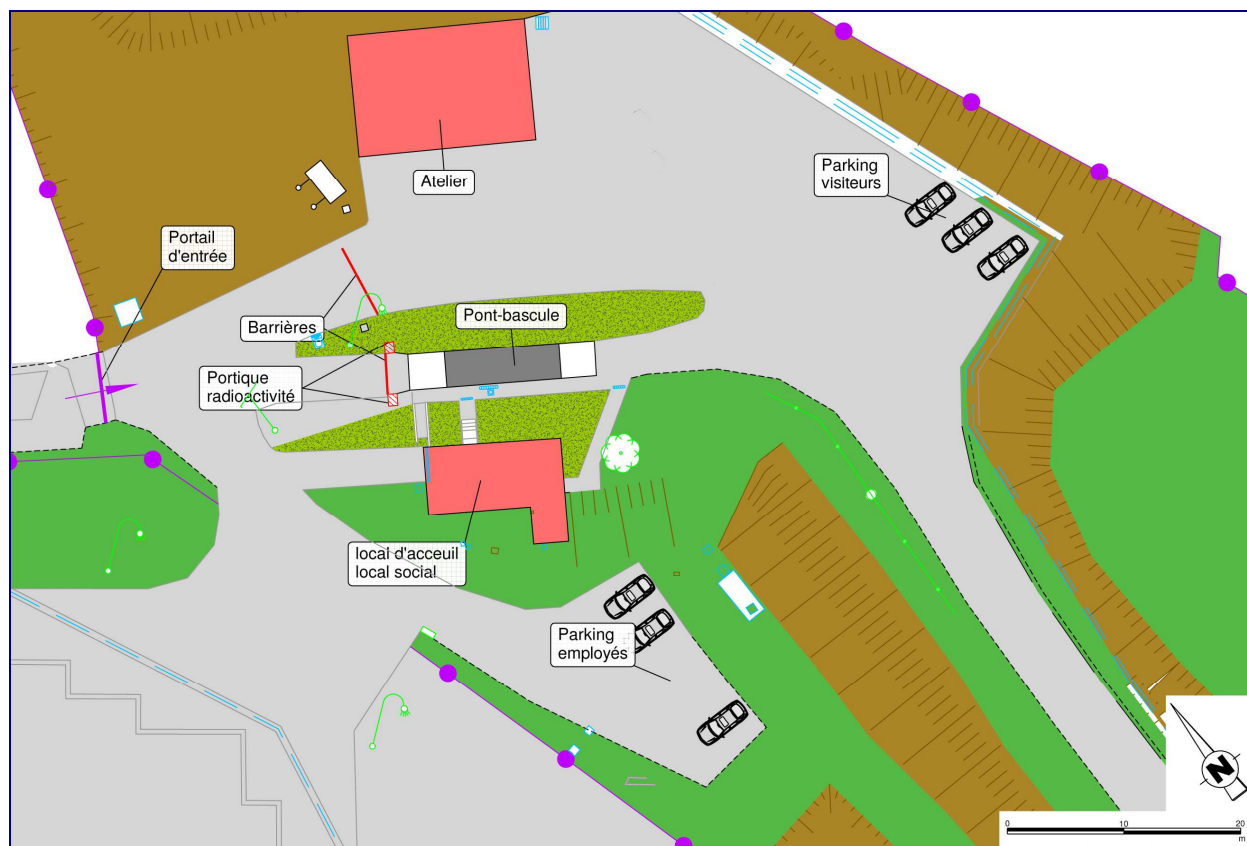 Parking
visiteurs
Atelier
Portail
d'entrée
Pont-bascule
Barrières
Portique
radioactivité
local d'acceuil
local social
Parking
employés
N
0 10 20
m